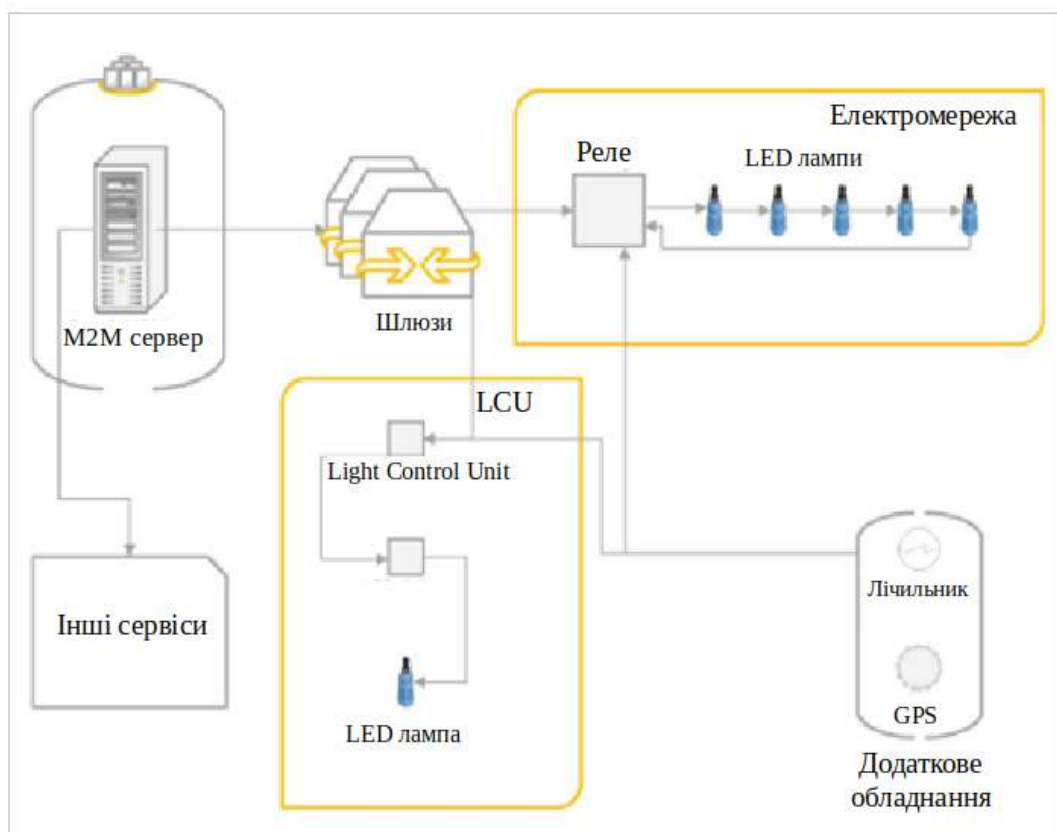 Електромережа
Реле
LED лампи
M2M сервер
Шлюзи
LCU
Light Control Unit
Лічильник
Інші сервіси
GPS
LED лампа
Додаткове
обладнання